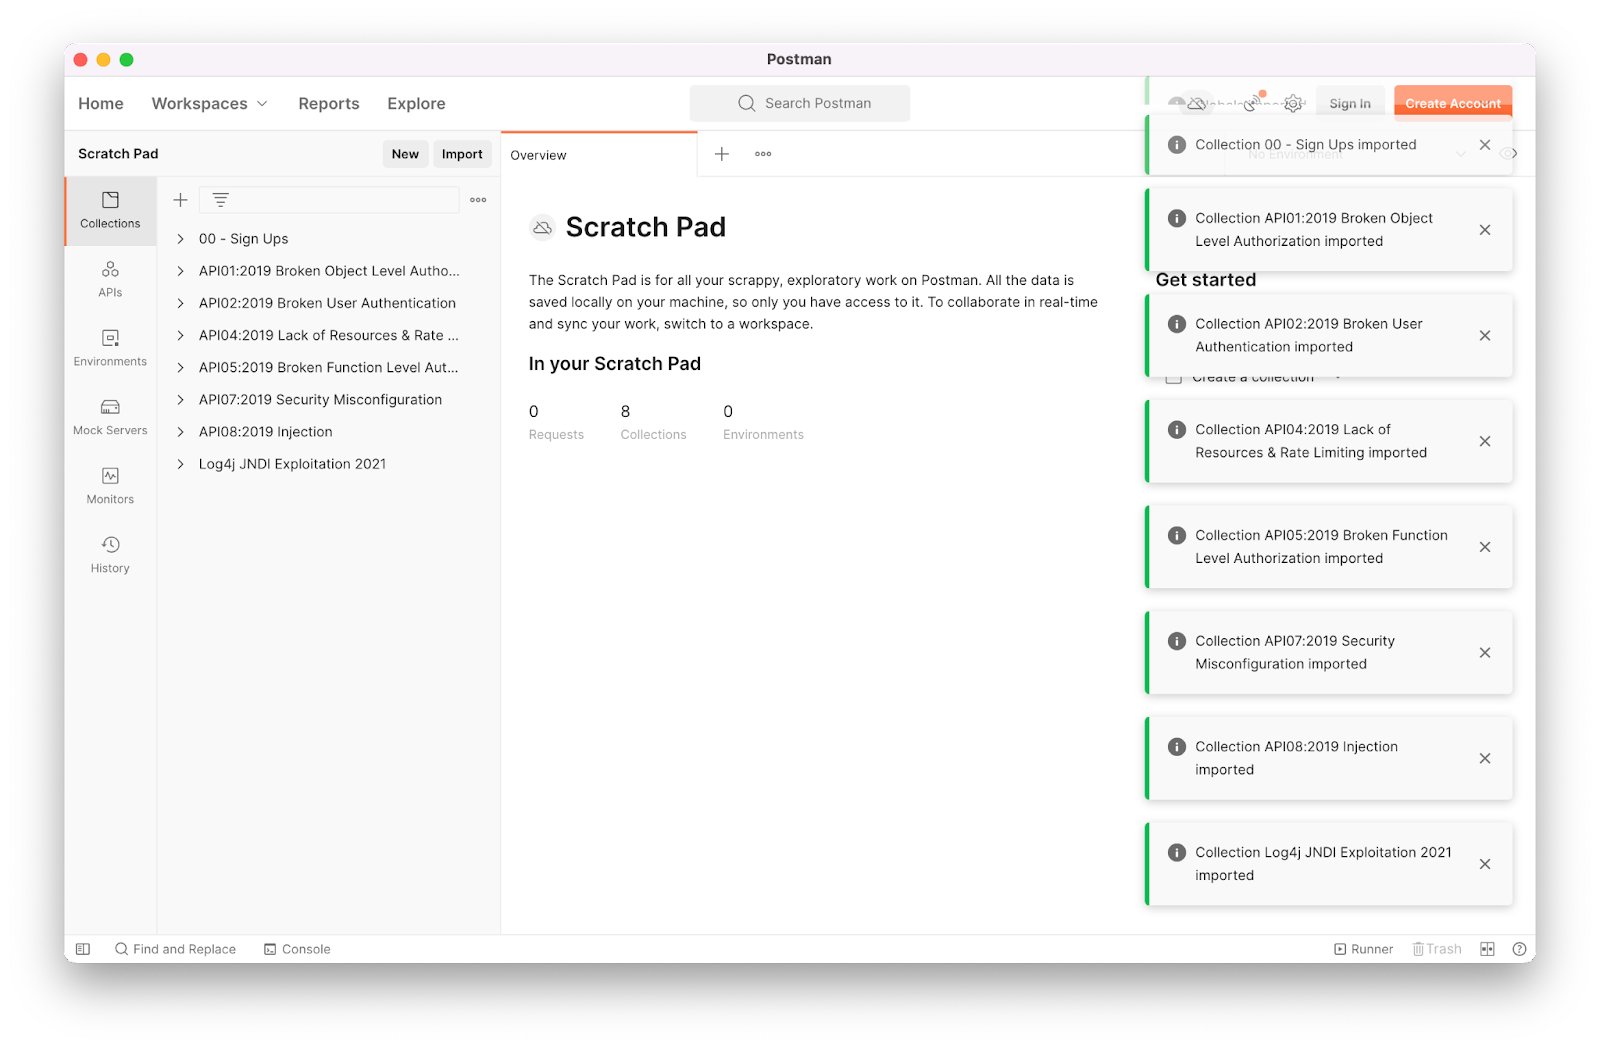 Postman
Home Workspaces Reports Explore
Search Postman
Sign In
Create Account
Scratch Pad
New
Import
Overview
No Environment
Collections
APIs
Environments
Mock Servers
Monitors
History
00 - Sign Ups
API01:2019 Broken Object Level Autho...
API02:2019 Broken User Authentication
API04:2019 Lack of Resources & Rate ...
API05:2019 Broken Function Level Aut...
API07:2019 Security Misconfiguration
API08:2019 Injection
Log4j JNDI Exploitation 2021
Scratch Pad
The Scratch Pad is for all your scrappy, exploratory work on Postman. All the data is
saved locally on your machine, so only you have access to it. To collaborate in real-time
and sync your work, switch to a workspace.
In your Scratch Pad
0 8 0
Requests Collections Environments
Collection 00 - Sign Ups imported
Collection API01:2019 Broken Object
Level Authorization imported
Get started
Collection API02:2019 Broken User
Authentication imported
Create a collection
Collection API04:2019 Lack of
Resources & Rate Limiting imported
Collection API05:2019 Broken Function
Level Authorization imported
Collection API07:2019 Security
Misconfiguration imported
Collection API08:2019 Injection
imported
Collection Log4j JNDI Exploitation 2021
imported
Find and Replace
Console
Runner
Trash